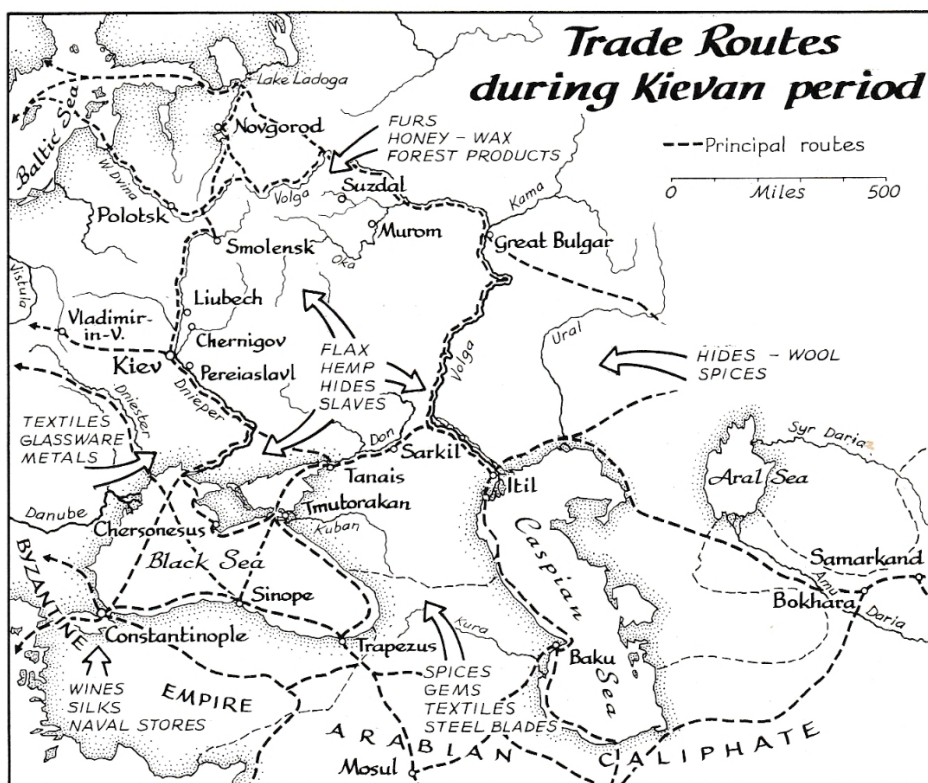 Trade Routes
during Kievan period
Principal routes
0 Miles 500
Lake Ladoga
Baltic Sea
Novgorod
FURS
HONEY - WAX
FOREST PRODUCTS
W. Dvina
Polotsk
Volga
Suzdal
Kama
Murom
Great Bulgar
Smolensk
Oka
Vistula
Liubech
Vladimir-
in-V.
Chernigov
Kiev
Pereiaslavl
Volga
Ural
FLAX
HEMP
HIDES
SLAVES
HIDES - WOOL
SPICES
Dniester
Dnieper
TEXTILES
GLASSWARE
METALS
Don
Sarkil
Tanais
Itil
Syr Daria
Aral Sea
Tmutorakan
Danube
Chersonesus
Kuban
Black Sea
Caspian
Sea
Samarkand
Amu
Daria
Bokhara
BYZANTINE
EMPIRE
Sinope
Constantinople
Trapezus
Kura
Baku
WINES
SILKS
NAVAL STORES
SPICES
GEMS
TEXTILES
STEEL BLADES
ARABIAN
CALIPHATE
Mosul